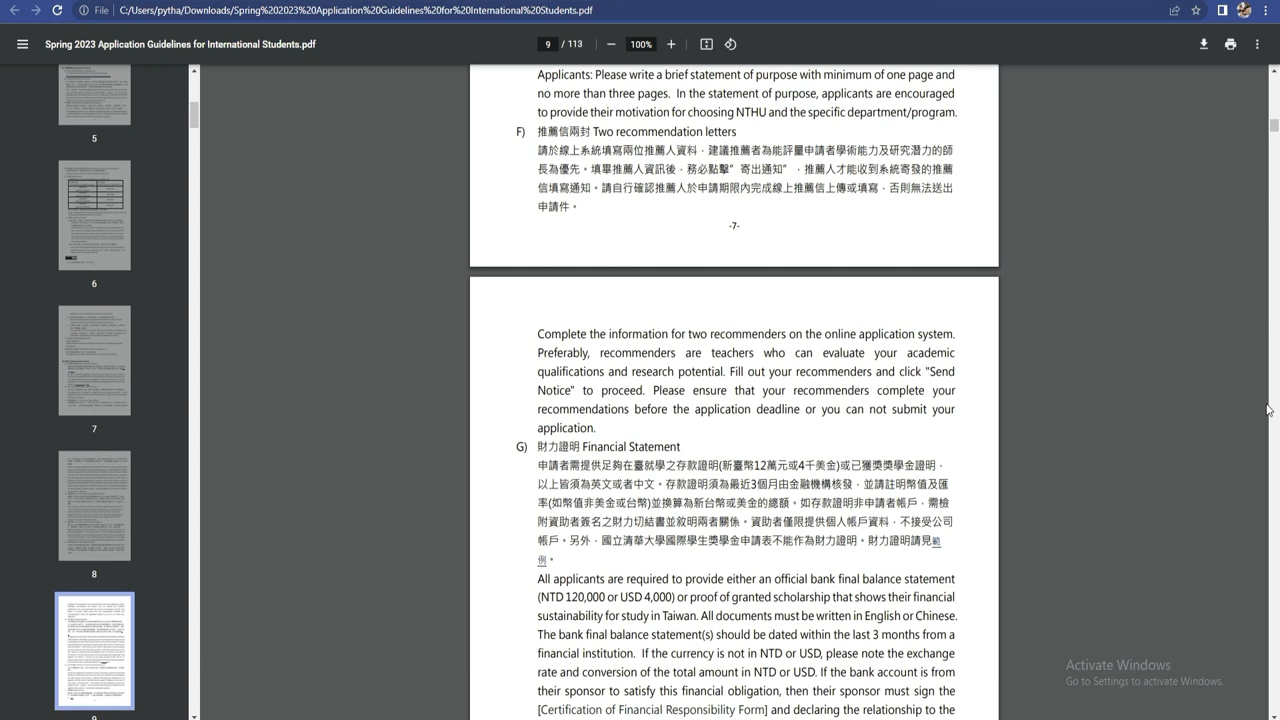 File
C:/Users/pytha/Downloads/Spring%202023%20Application%20Guidelines%20for%20International%20Students.pdf
Spring 2023 Application Guidelines for International Students.pdf
9 / 113
100%
5
6
7
8
9
Applicants: Please write a brief statement of purpose with minimum of one page and
no more than three pages. In the statement of purpose, applicants are encouraged
to provide their motivation for choosing NTHU and the specific department/program.
F) 推薦信兩封 Two recommendation letters
請於線上系統填寫兩位推薦人資料，建議推薦者為能評量申請者學術能力及研究潛力的師
長為優先。填畢推薦人資訊後，務必點擊"寄出通知"，推薦人才能收到系統寄發的推薦
信填寫通知。請自行確認推薦人於申請期限內完成線上推薦信上傳或填寫，否則無法送出
申請件。
-7-
Complete the information for two recommenders in the online application system.
Preferably, recommenders are teachers who can evaluate your academic
qualifications and research potential. Fill out your recommenders and click "Send
Notice" to proceed. Please ensure that your recommenders complete your
recommendations before the application deadline or you can not submit your
application.
G) 財力證明 Financial Statement
申請者需提供足夠在臺就學之存款證明(新臺幣12萬元或4千美金)或已獲獎獎學金證明，
以上皆須為英文或者中文。存款證明須為最近3個月由金融機構核發，並請註明幣值及匯
率，如幣值非美金或台幣並換算為新台幣或美金的總額。如存款證明非申請者帳戶，需檢
附資助者簽名之財力切結書並敘明其關係。資助者僅限提供個人帳戶證明，不接受公司
帳戶。另外，國立清華大學國際學生獎學金申請表不能作為財力證明。財力證明請見範
例。
All applicants are required to provide either an official bank final balance statement
(NTD 120,000 or USD 4,000) or proof of granted scholarship that shows their financial
sustainability to study in Taiwan. All documents must be written in English or Chinese.
The bank final balance statement(s) should be dated within the last 3 months from a
financial institution. If the currency is not in NTD or USD, please note the exchange
rate and the sum of the conversion into NTD or USD. If the bank account is held
by a sponsor to satisfy this financial obligation, then their sponsor must sign the
[Certification of Financial Responsibility Form] and declaring the relationship to the
Activate Windows
Go to Settings to activate Windows.